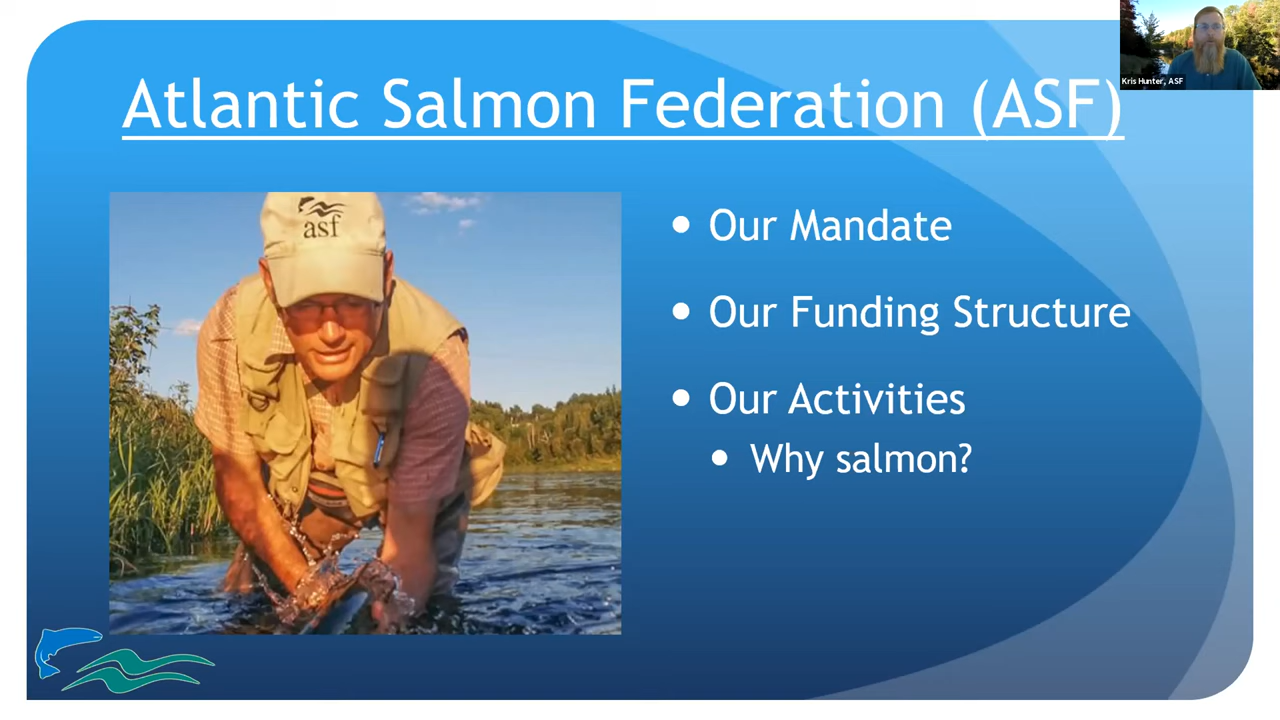 Atlantic Salmon Federation (ASF)
Kris Hunter, ASF
asf
Our Mandate
Our Funding Structure
Our Activities
Why salmon?